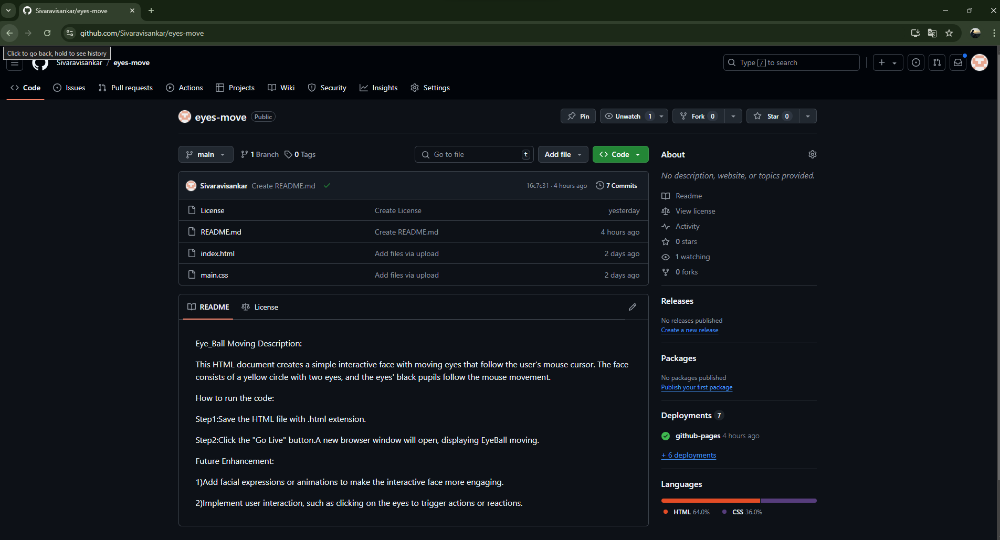 Sivaravisankar/eyes-move
github.com/Sivaravisankar/eyes-move
Click to go back, hold to see history
Sivaravisankar / eyes-move
Type / to search
Code Issues Pull requests Actions Projects Wiki Security Insights Settings
eyes-move Public
Pin Unwatch 1 Fork 0 Star 0
main 1 Branch 0 Tags Go to file t Add file Code
Sivaravisankar Create README.md 16c7c31 · 4 hours ago 7 Commits
License Create License yesterday
README.md Create README.md 4 hours ago
index.html Add files via upload 2 days ago
main.css Add files via upload 2 days ago
README License
Eye_Ball Moving Description:
This HTML document creates a simple interactive face with moving eyes that follow the user's mouse cursor. The face
consists of a yellow circle with two eyes, and the eyes' black pupils follow the mouse movement.
How to run the code:
Step1:Save the HTML file with .html extension.
Step2:Click the "Go Live" button.A new browser window will open, displaying EyeBall moving.
Future Enhancement:
1)Add facial expressions or animations to make the interactive face more engaging.
2)Implement user interaction, such as clicking on the eyes to trigger actions or reactions.
About
No description, website, or topics provided.
Readme
View license
Activity
0 stars
1 watching
0 forks
Releases
No releases published
Create a new release
Packages
No packages published
Publish your first package
Deployments 7
github-pages 4 hours ago
+ 6 deployments
Languages
HTML 64.0% CSS 36.0%